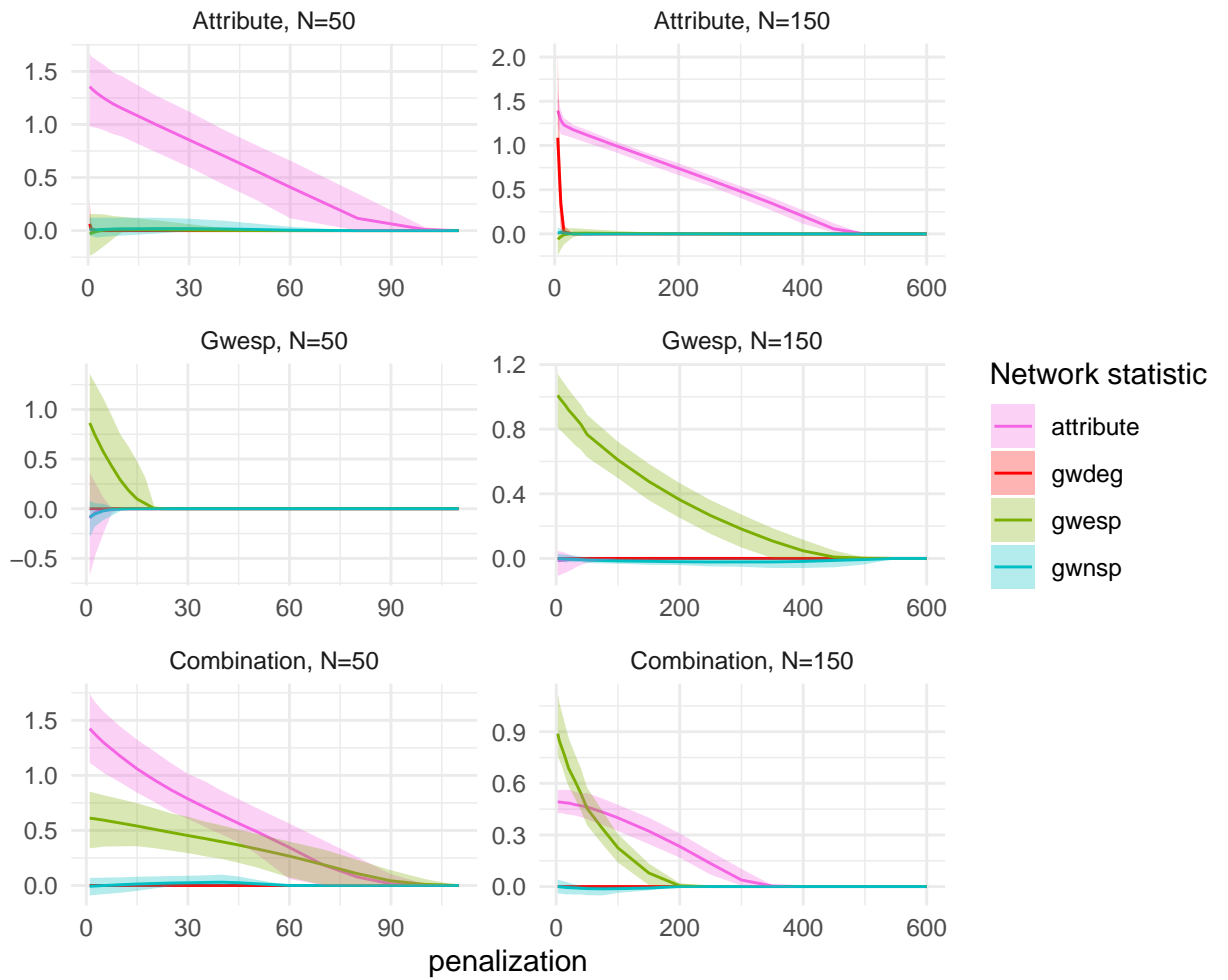 Attribute, N=50
Attribute, N=150
1.5
1.0
0.5
0.0
0 30 60 90
2.0
1.5
1.0
0.5
0.0
0 200 400 600
Gwesp, N=50
Gwesp, N=150
1.0
0.5
0.0
−0.5
0 30 60 90
1.2
0.8
0.4
0.0
0 200 400 600
Combination, N=50
Combination, N=150
1.5
1.0
0.5
0.0
0 30 60 90
0.9
0.6
0.3
0.0
0 200 400 600
penalization
Network statistic
attribute
gwdeg
gwesp
gwnsp